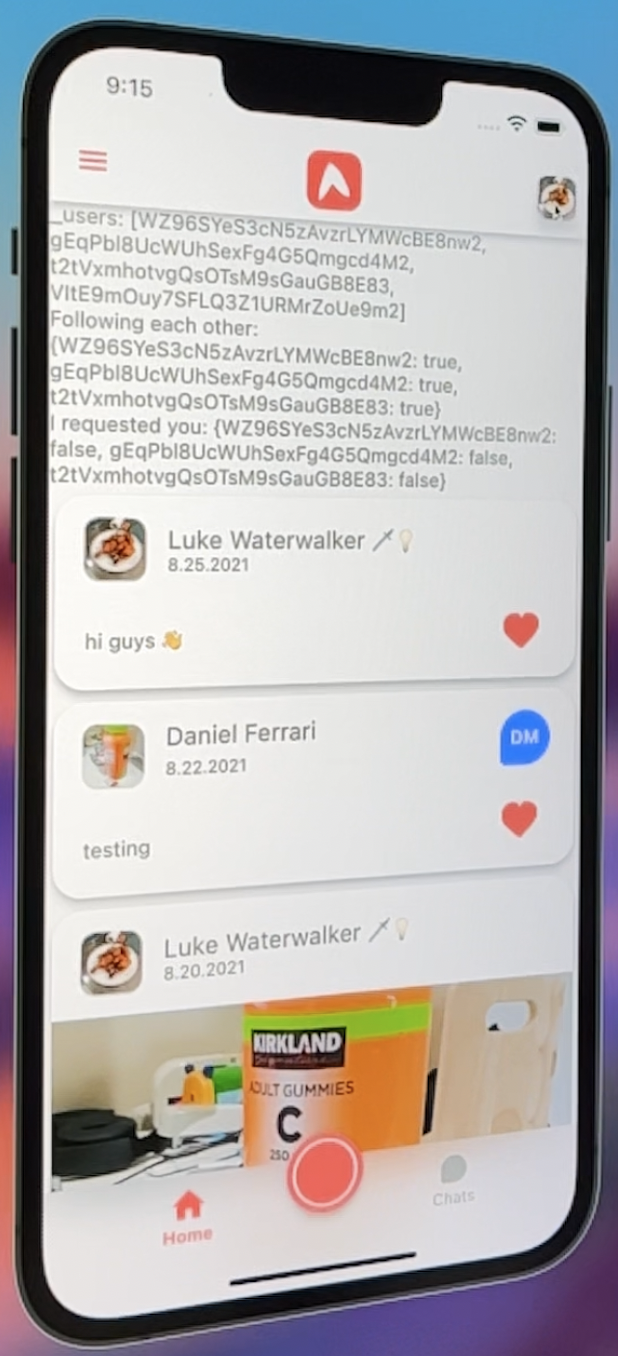 9:15
_users: [WZ96SYeS3cN5zAvzrLYMWcBE8nw2,
gEqPbl8UcWUhSexFg4G5Qmgcd4M2,
t2tVxmhotvgQsOTsM9sGauGB8E83,
VltE9mOuy7SFLQ3Z1URMrZoUe9m2]
Following each other:
{WZ96SYeS3cN5zAvzrLYMWcBE8nw2: true,
gEqPbl8UcWUhSexFg4G5Qmgcd4M2: true,
t2tVxmhotvgQsOTsM9sGauGB8E83: true}
I requested you: {WZ96SYeS3cN5zAvzrLYMWcBE8nw2:
false, gEqPbl8UcWUhSexFg4G5Qmgcd4M2: false,
t2tVxmhotvgQsOTsM9sGauGB8E83: false}
Luke Waterwalker 🗡💡
8.25.2021
hi guys 👋
Daniel Ferrari
8.22.2021
DM
testing
Luke Waterwalker 🗡💡
8.20.2021
KIRKLAND
Signature
ADULT GUMMIES
C
250
Home
Chats